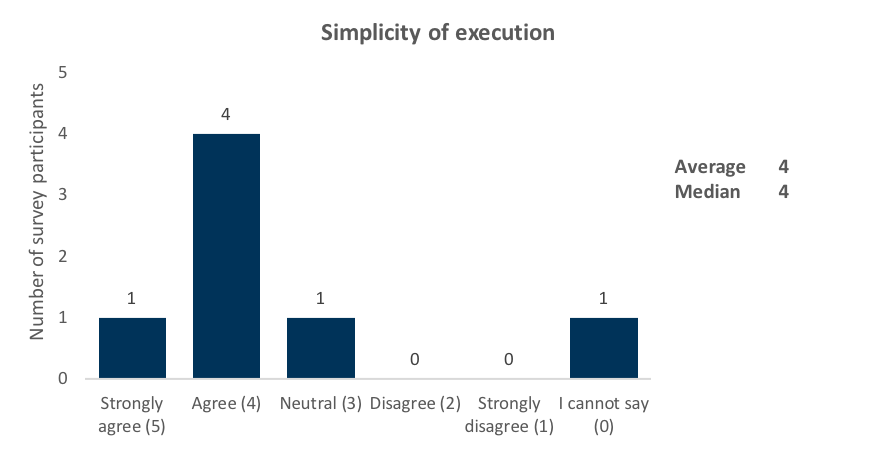 Simplicity of execution
Number of survey participants
5
4
3
2
1
0
1
4
1
0
0
1
Strongly
agree (5)
Agree (4)
Neutral (3)
Disagree (2)
Strongly
disagree (1)
I cannot say
(0)
Average 4
Median 4